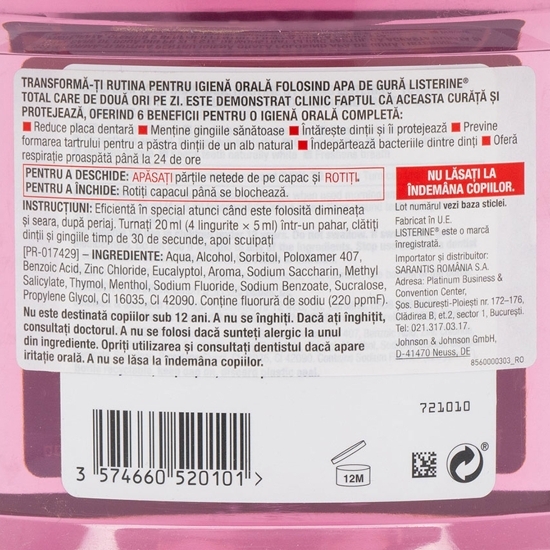 TRANSFORMĂ-ȚI RUTINA PENTRU IGIENĂ ORALĂ FOLOSIND APA DE GURĂ LISTERINE®
TOTAL CARE DE DOUĂ ORI PE ZI. ESTE DEMONSTRAT CLINIC FAPTUL CĂ ACEASTA CURĂȚĂ ȘI
PROTEJEAZĂ, OFERIND 6 BENEFICII PENTRU O IGIENĂ ORALĂ COMPLETĂ:
■ Reduce placa dentară ■ Menține gingiile sănătoase ■ Întărește dinții și îi protejează ■ Previne
formarea tartrului pentru a păstra dinții de un alb natural ■ Îndepărtează bacteriile dintre dinți ■ Oferă
respirație proaspătă până la 24 de ore
PENTRU A DESCHIDE: APĂSAȚI părțile netede de pe capac și ROTIȚI.
PENTRU A ÎNCHIDE: Rotiți capacul până se blochează.
NU LĂSAȚI LA
ÎNDEMÂNA COPIILOR.
INSTRUCȚIUNI: Eficientă în special atunci când este folosită dimineața
și seara, după periaj. Turnați 20 ml (4 lingurite × 5 ml) într-un pahar, clătiți
dinții și gingiile timp de 30 de secunde, apoi scuipați
[PR-017429] – INGREDIENTE: Aqua, Alcohol, Sorbitol, Poloxamer 407,
Benzoic Acid, Zinc Chloride, Eucalyptol, Aroma, Sodium Saccharin, Methyl
Salicylate, Thymol, Menthol, Sodium Fluoride, Sodium Benzoate, Sucralose,
Propylene Glycol, CI 16035, CI 42090. Conține fluorură de sodiu (220 ppmF).
Nu este destinată copiilor sub 12 ani. A nu se înghiți. Dacă ați înghițit,
consultați doctorul. A nu se folosi dacă sunteți alergic la unul
din ingrediente. Opriți utilizarea și consultați dentistul dacă apare
iritație orală. A nu se lăsa la îndemâna copiilor.
Lot numărul vezi baza sticlei.
Fabricat în U.E.
LISTERINE® este o marcă
înregistrată.
Importator și distribuitor:
SARANTIS ROMÂNIA S.A.
Adresa: Platinum Business &
Convention Center,
Șos. București-Ploiești nr. 172–176,
Clădirea B, et.2, sector 1, București.
Tel: 021.317.03.17.
Johnson & Johnson GmbH,
D-41470 Neuss, DE
8560000303_RO
721010
3 574660 520101 >
12M